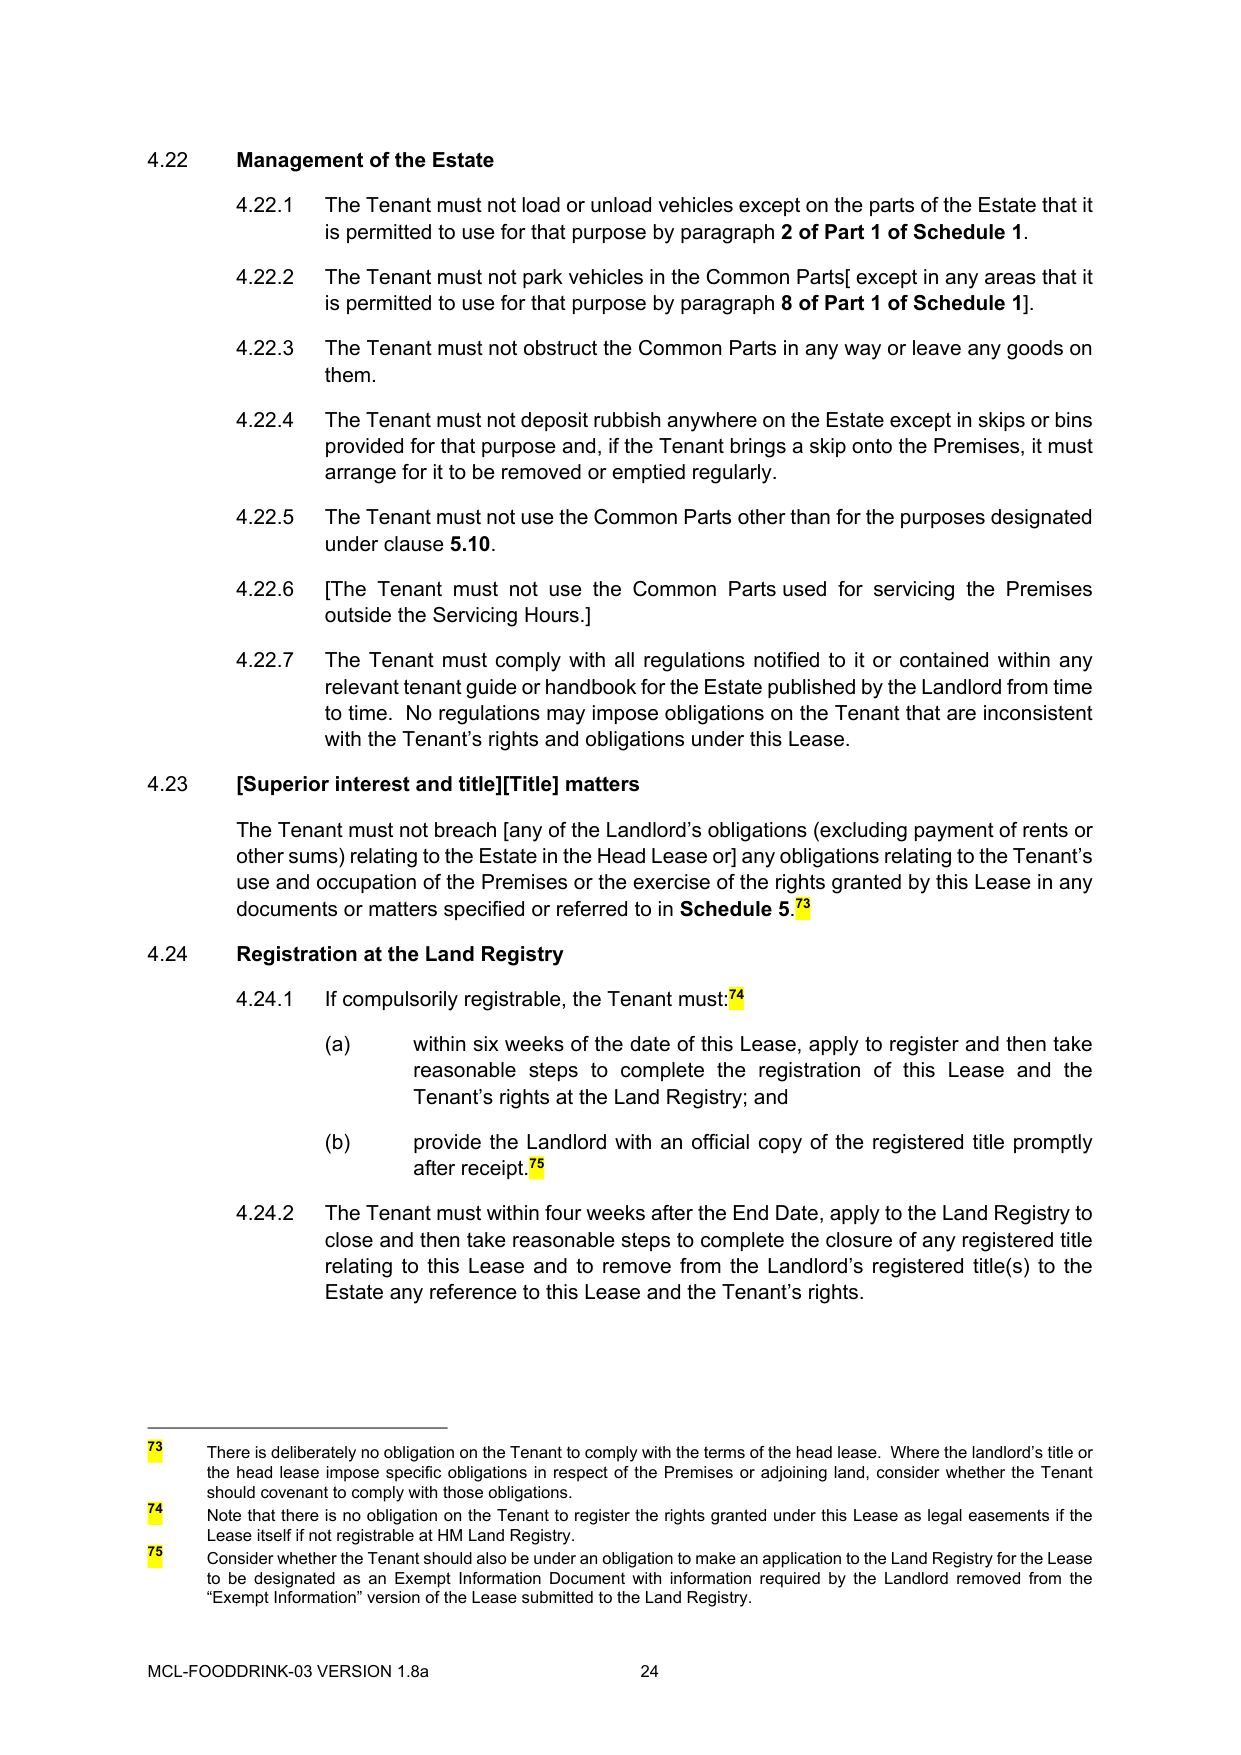 4.22 Management of the Estate
4.22.1 The Tenant must not load or unload vehicles except on the parts of the Estate that it
is permitted to use for that purpose by paragraph 2 of Part 1 of Schedule 1.
4.22.2 The Tenant must not park vehicles in the Common Parts[ except in any areas that it
is permitted to use for that purpose by paragraph 8 of Part 1 of Schedule 1].
4.22.3 The Tenant must not obstruct the Common Parts in any way or leave any goods on
them.
4.22.4 The Tenant must not deposit rubbish anywhere on the Estate except in skips or bins
provided for that purpose and, if the Tenant brings a skip onto the Premises, it must
arrange for it to be removed or emptied regularly.
4.22.5 The Tenant must not use the Common Parts other than for the purposes designated
under clause 5.10.
4.22.6 [The Tenant must not use the Common Parts used for servicing the Premises
outside the Servicing Hours.]
4.22.7 The Tenant must comply with all regulations notified to it or contained within any
relevant tenant guide or handbook for the Estate published by the Landlord from time
to time. No regulations may impose obligations on the Tenant that are inconsistent
with the Tenant’s rights and obligations under this Lease.
4.23 [Superior interest and title][Title] matters
The Tenant must not breach [any of the Landlord’s obligations (excluding payment of rents or
other sums) relating to the Estate in the Head Lease or] any obligations relating to the Tenant’s
use and occupation of the Premises or the exercise of the rights granted by this Lease in any
documents or matters specified or referred to in Schedule 5.73
4.24 Registration at the Land Registry
4.24.1 If compulsorily registrable, the Tenant must:74
(a) within six weeks of the date of this Lease, apply to register and then take
reasonable steps to complete the registration of this Lease and the
Tenant’s rights at the Land Registry; and
(b) provide the Landlord with an official copy of the registered title promptly
after receipt.75
4.24.2 The Tenant must within four weeks after the End Date, apply to the Land Registry to
close and then take reasonable steps to complete the closure of any registered title
relating to this Lease and to remove from the Landlord’s registered title(s) to the
Estate any reference to this Lease and the Tenant’s rights.
73 There is deliberately no obligation on the Tenant to comply with the terms of the head lease. Where the landlord’s title or
the head lease impose specific obligations in respect of the Premises or adjoining land, consider whether the Tenant
should covenant to comply with those obligations.
74 Note that there is no obligation on the Tenant to register the rights granted under this Lease as legal easements if the
Lease itself if not registrable at HM Land Registry.
75 Consider whether the Tenant should also be under an obligation to make an application to the Land Registry for the Lease
to be designated as an Exempt Information Document with information required by the Landlord removed from the
“Exempt Information” version of the Lease submitted to the Land Registry.
MCL-FOODDRINK-03 VERSION 1.8a 24